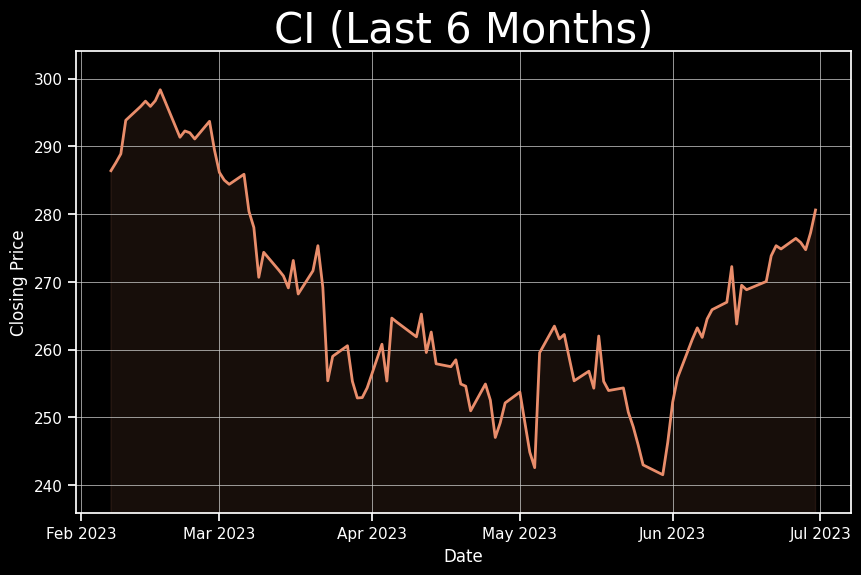 CI (Last 6 Months)
300
290
280
270
260
250
240
Closing Price
Feb 2023
Mar 2023
Apr 2023
May 2023
Jun 2023
Jul 2023
Date